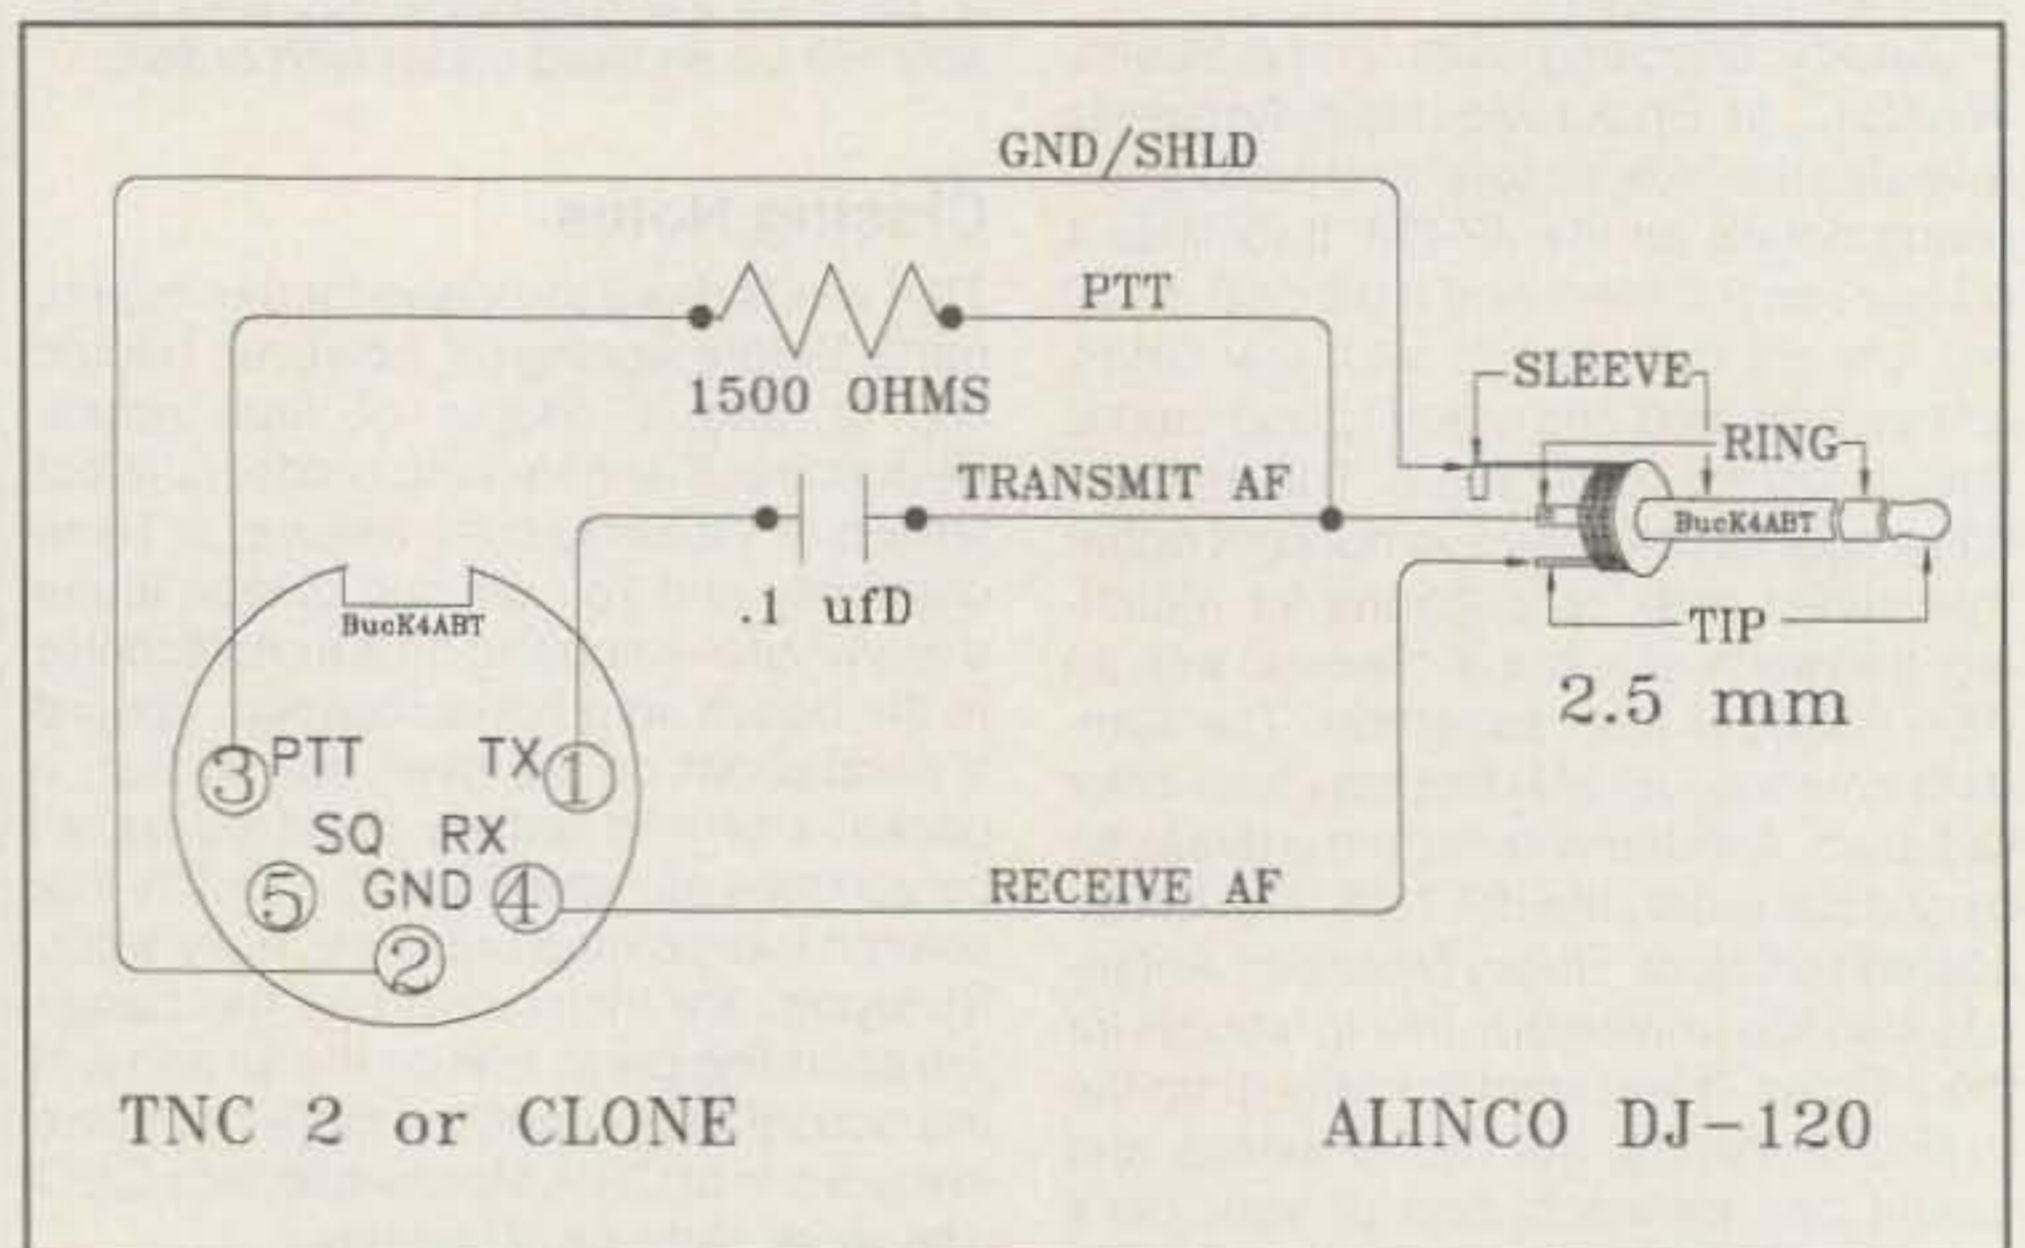 GND/SHLD
PTT
1500 OHMS
SLEEVE
RING
TRANSMIT AF
BucK4ABT
.1 ufD
BucK4ABT
TIP
2.5 mm
3 PTT TX 1
SQ RX
5 GND 4
RECEIVE AF
2
TNC 2 or CLONE
ALINCO DJ-120